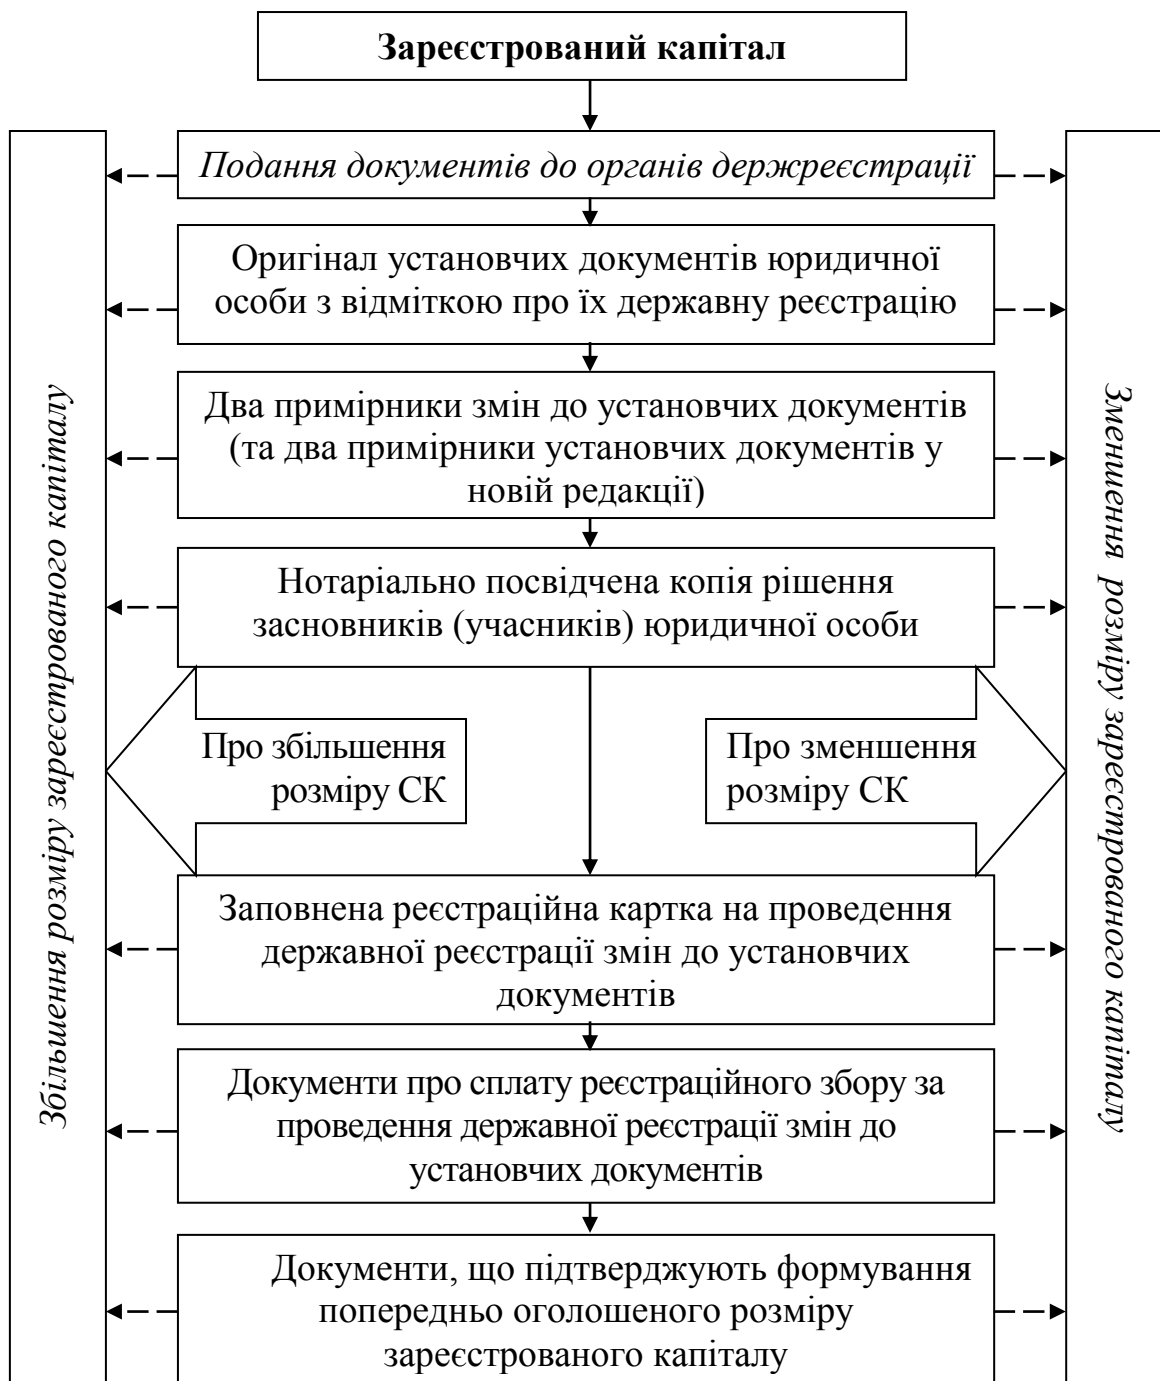 Зареєстрований капітал
Подання документів до органів держреєстрації
Оригінал установчих документів юридичної
особи з відміткою про їх державну реєстрацію
Два примірники змін до установчих документів
(та два примірники установчих документів у
новій редакції)
Нотаріально посвідчена копія рішення
засновників (учасників) юридичної особи
Про збільшення
розміру СК
Про зменшення
розміру СК
Заповнена реєстраційна картка на проведення
державної реєстрації змін до установчих
документів
Документи про сплату реєстраційного збору за
проведення державної реєстрації змін до
установчих документів
Документи, що підтверджують формування
попередньо оголошеного розміру
зареєстрованого капіталу
Збільшення розміру зареєстрованого капіталу
Зменшення розміру зареєстрованого капіталу